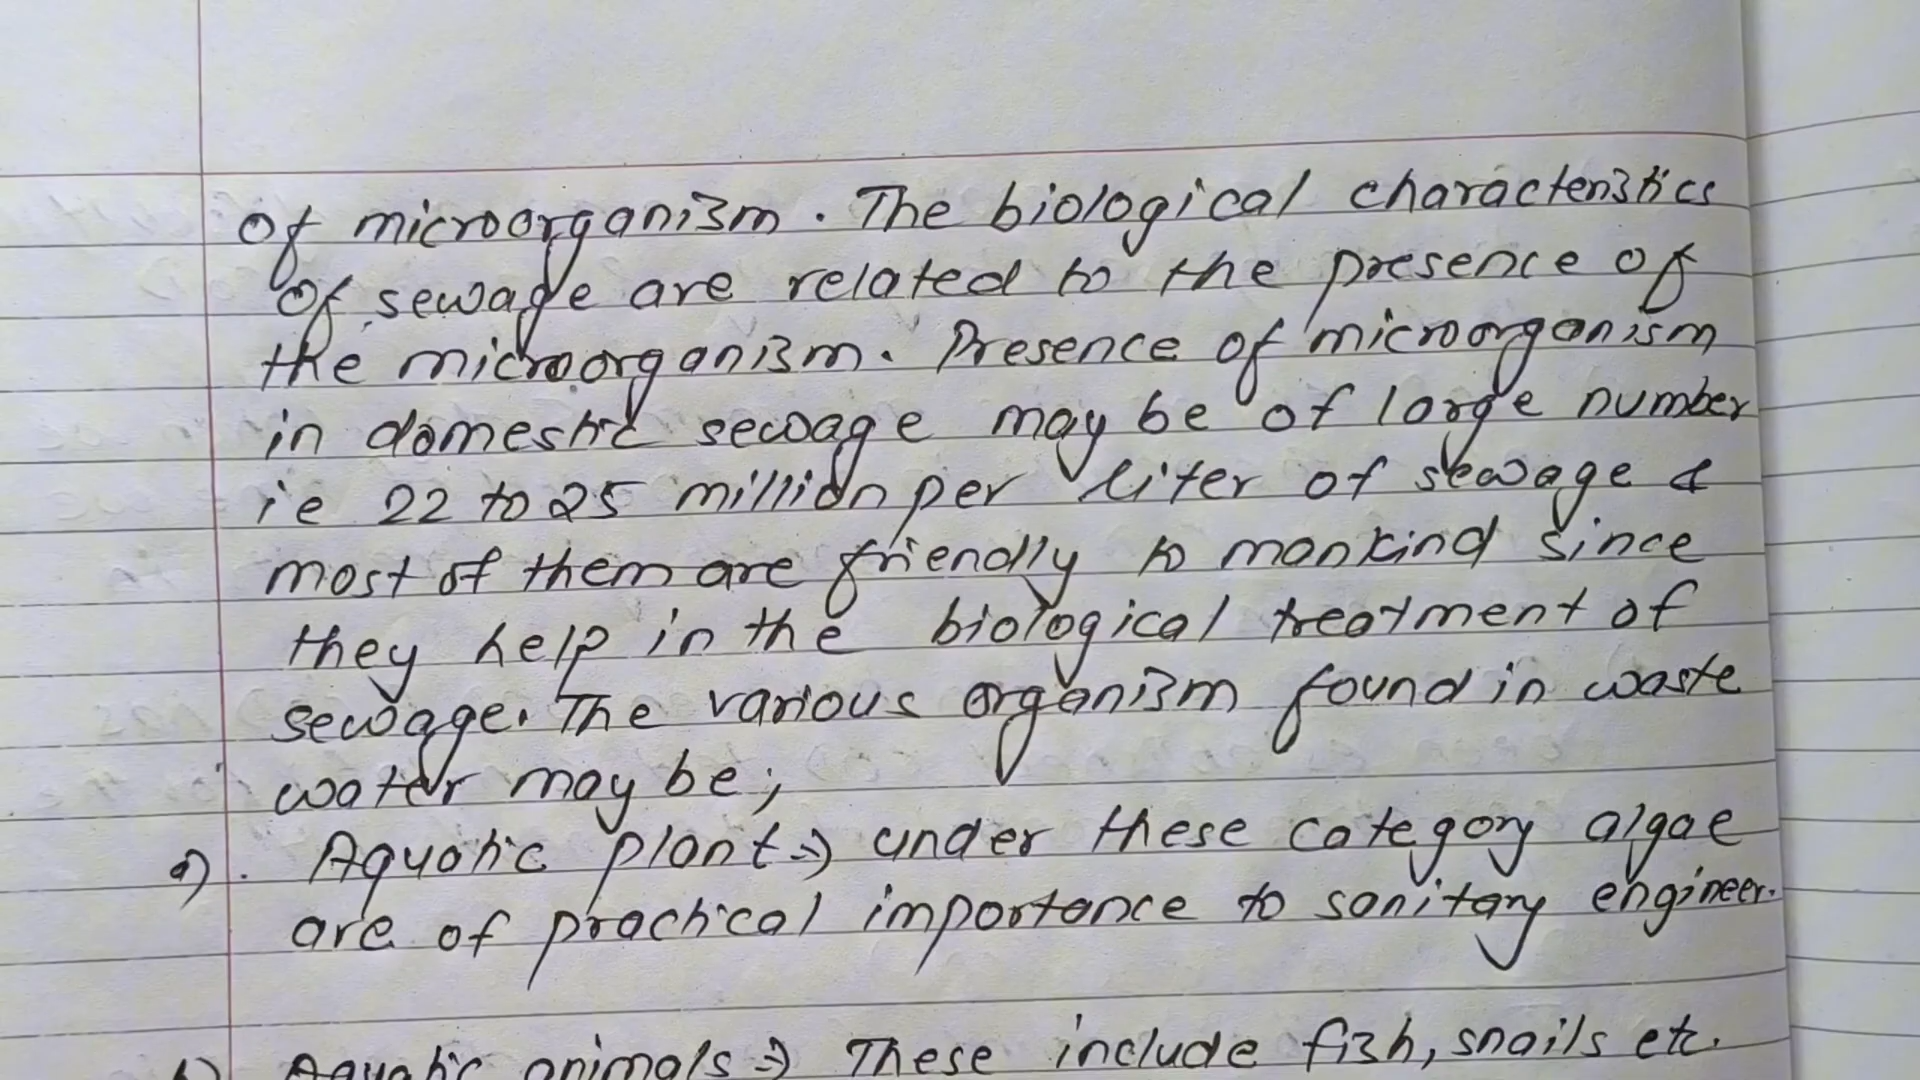 of microorganism. The biological characteristics
of sewage are related to the presence of
the microorganism. Presence of microorganism
in domestic sewage may be of large number
ie 22 to 25 million per liter of sewage &
most of them are friendly to mankind since
they help in the biological treatment of
sewage. The various organism found in waste
water may be;
a). Aquatic plant => under these category algae
are of practical importance to sanitary engineer.
b) Aquatic animals => These include fish, snails etc.